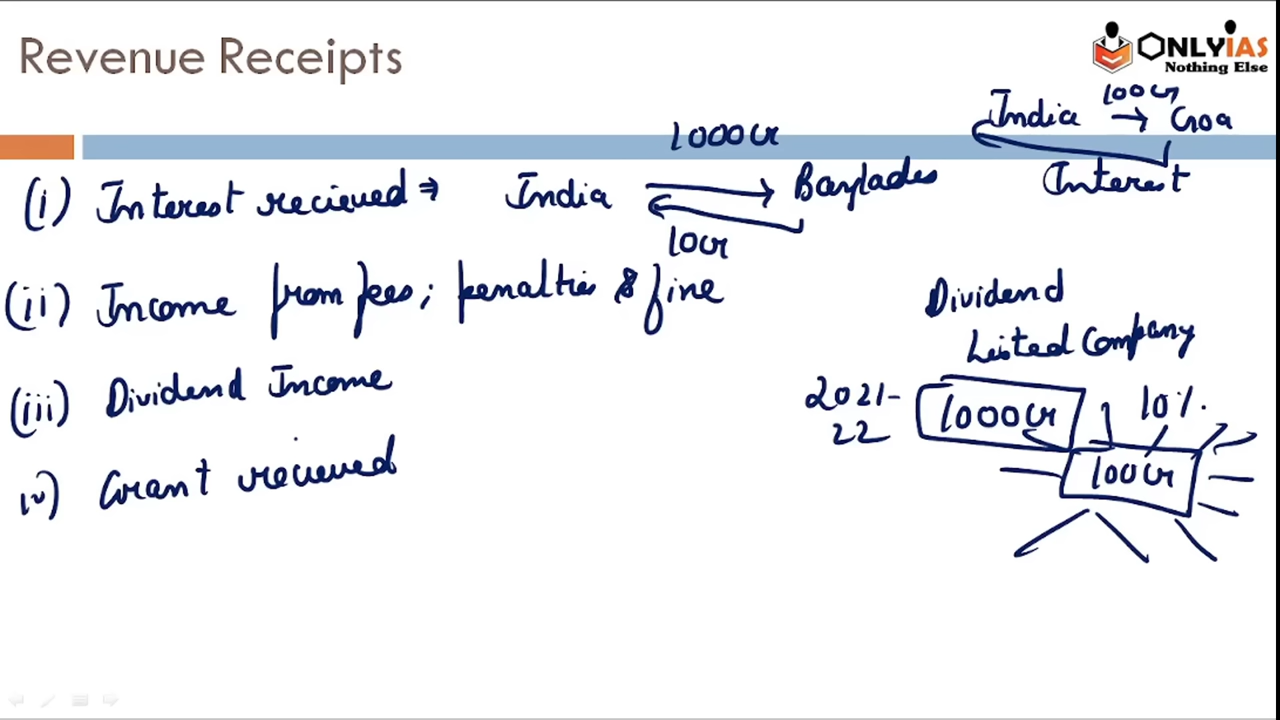 Revenue Receipts
ONLYIAS
Nothing Else
India 100Cr → Goa
Interest
(i) Interest recieved ⇒ India 1000Cr → Banglades
10Cr
(ii) Income from fees; penalties & fine
(iii) Dividend Income
iv) Grant recieved
Dividend
Listed Company
2021-
22
1000Cr 10%.
100Cr